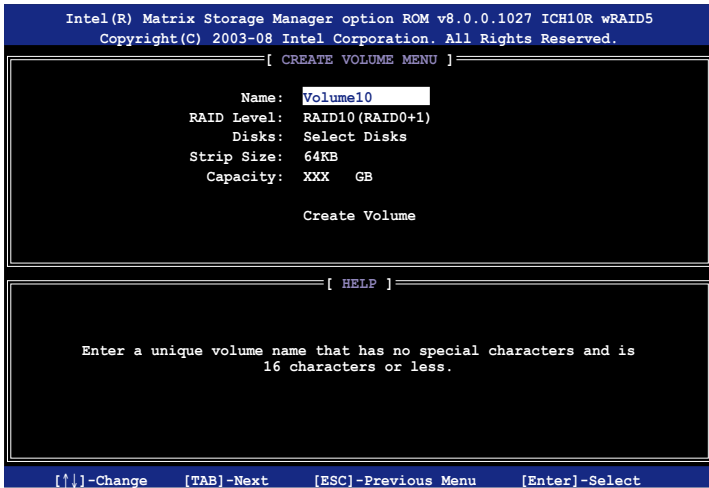 Intel(R) Matrix Storage Manager option ROM v8.0.0.1027 ICH10R wRAID5
Copyright(C) 2003-08 Intel Corporation. All Rights Reserved.
[ CREATE VOLUME MENU ]
Name: Volume10
RAID Level: RAID10(RAID0+1)
Disks: Select Disks
Strip Size: 64KB
Capacity: XXX GB
Create Volume
[ HELP ]
Enter a unique volume name that has no special characters and is
16 characters or less.
[↑↓]-Change [TAB]-Next [ESC]-Previous Menu [Enter]-Select